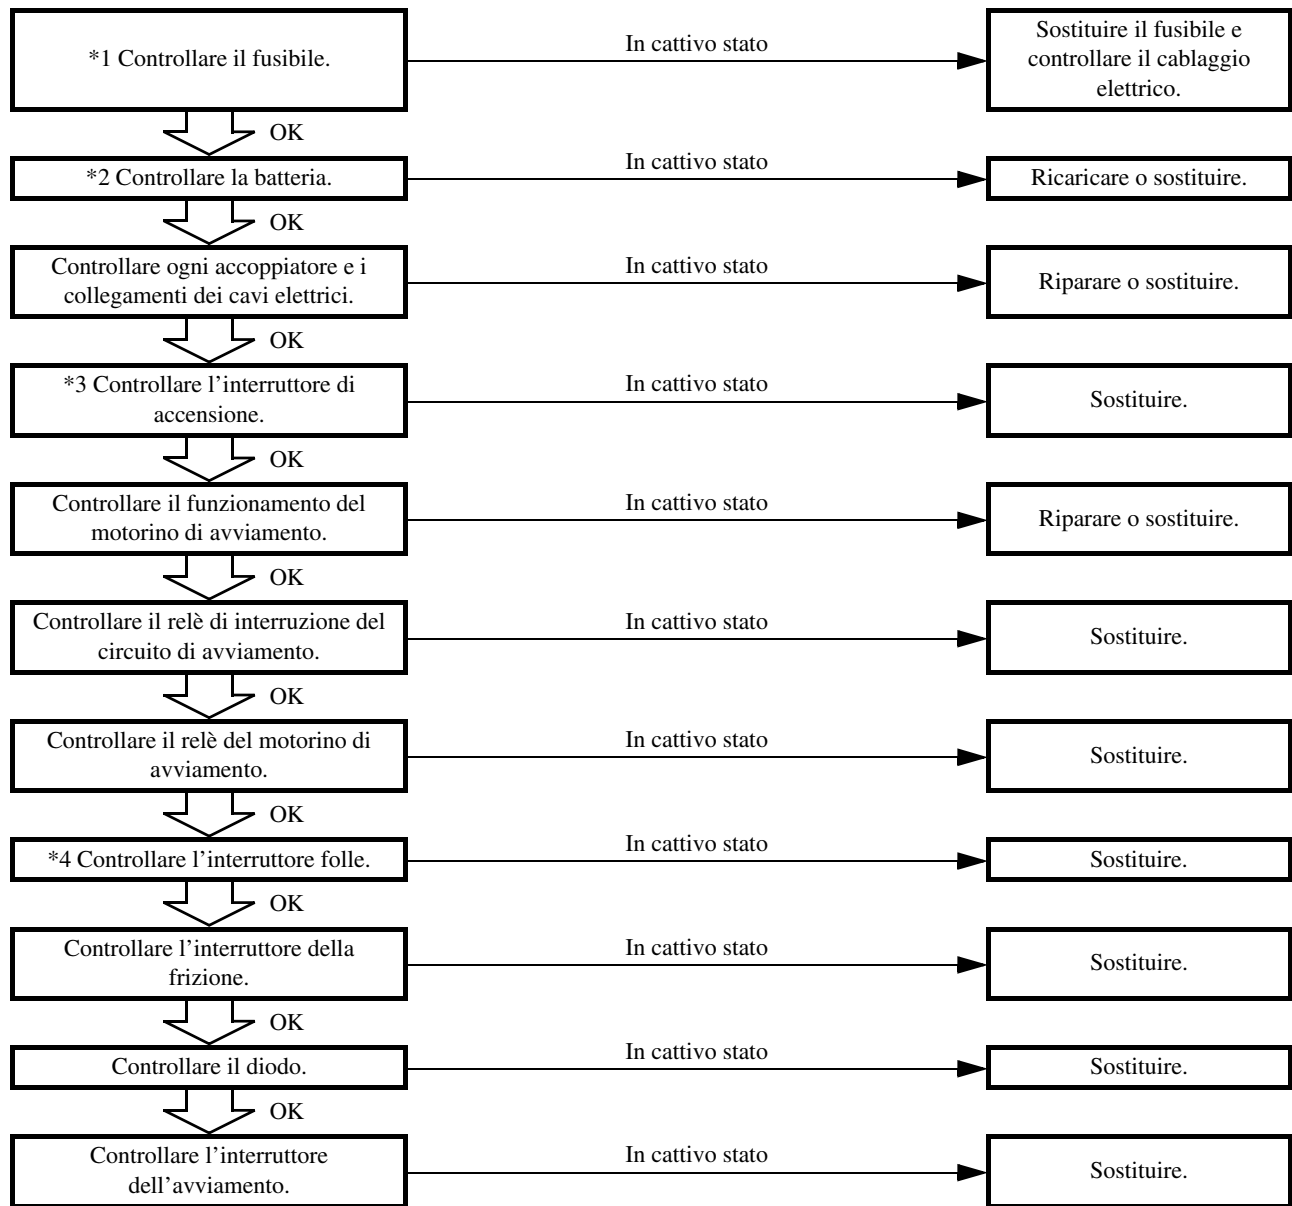 *1 Controllare il fusibile.
In cattivo stato
Sostituire il fusibile e
controllare il cablaggio
elettrico.
OK
*2 Controllare la batteria.
In cattivo stato
Ricaricare o sostituire.
OK
Controllare ogni accoppiatore e i
collegamenti dei cavi elettrici.
In cattivo stato
Riparare o sostituire.
OK
*3 Controllare l’interruttore di
accensione.
In cattivo stato
Sostituire.
OK
Controllare il funzionamento del
motorino di avviamento.
In cattivo stato
Riparare o sostituire.
OK
Controllare il relè di interruzione del
circuito di avviamento.
In cattivo stato
Sostituire.
OK
Controllare il relè del motorino di
avviamento.
In cattivo stato
Sostituire.
OK
*4 Controllare l’interruttore folle.
In cattivo stato
Sostituire.
OK
Controllare l’interruttore della
frizione.
In cattivo stato
Sostituire.
OK
Controllare il diodo.
In cattivo stato
Sostituire.
OK
Controllare l’interruttore
dell’avviamento.
In cattivo stato
Sostituire.